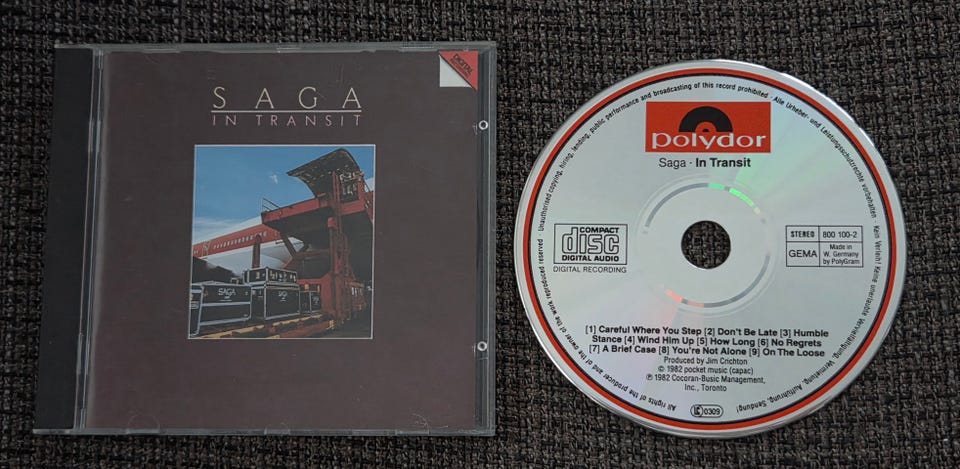 DIGITAL
RECORDING
SAGA
IN TRANSIT
SAGA
polydor
Saga · In Transit
COMPACT
disc
DIGITAL AUDIO
DIGITAL RECORDING
STEREO 800 100-2
GEMA Made in
W. Germany
by PolyGram
[1] Careful Where You Step [2] Don't Be Late [3] Humble
Stance [4] Wind Him Up [5] How Long [6] No Regrets
[7] A Brief Case [8] You're Not Alone [9] On The Loose
Produced by Jim Crichton
© 1982 pocket music (capac)
℗ 1982 Cocoran-Busic Management,
Inc., Toronto
LC 0309
All rights of the producer and of the owner of the work reproduced reserved · Unauthorised copying, hiring, lending, public performance and broadcasting of this record prohibited · Alle Urheber- und Leistungsschutzrechte vorbehalten · Kein Verleih! Keine unerlaubte Vervielfältigung, Vermietung, Aufführung, Sendung!